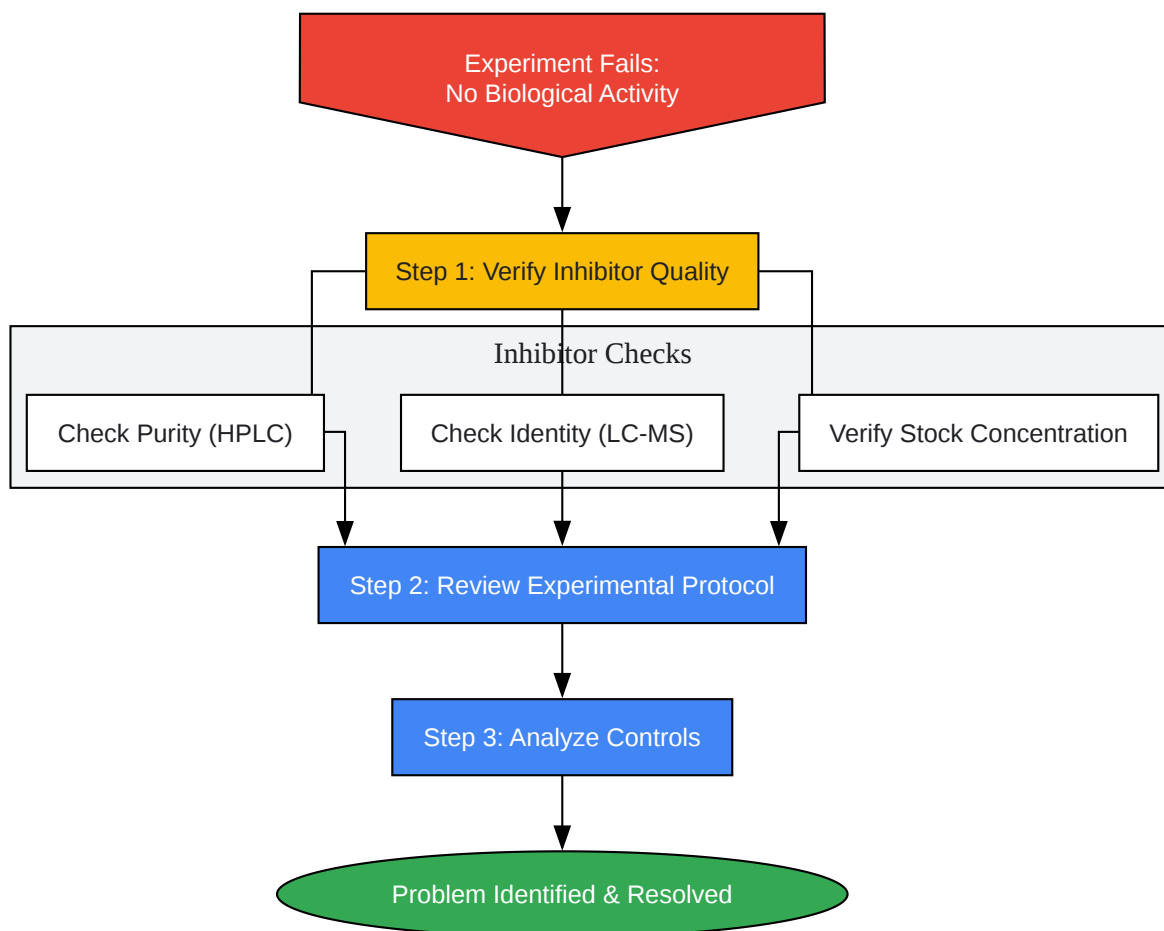 Experiment Fails:
No Biological Activity
Step 1: Verify Inhibitor Quality
Inhibitor Checks
Check Purity (HPLC)
Check Identity (LC-MS)
Verify Stock Concentration
Step 2: Review Experimental Protocol
Step 3: Analyze Controls
Problem Identified & Resolved